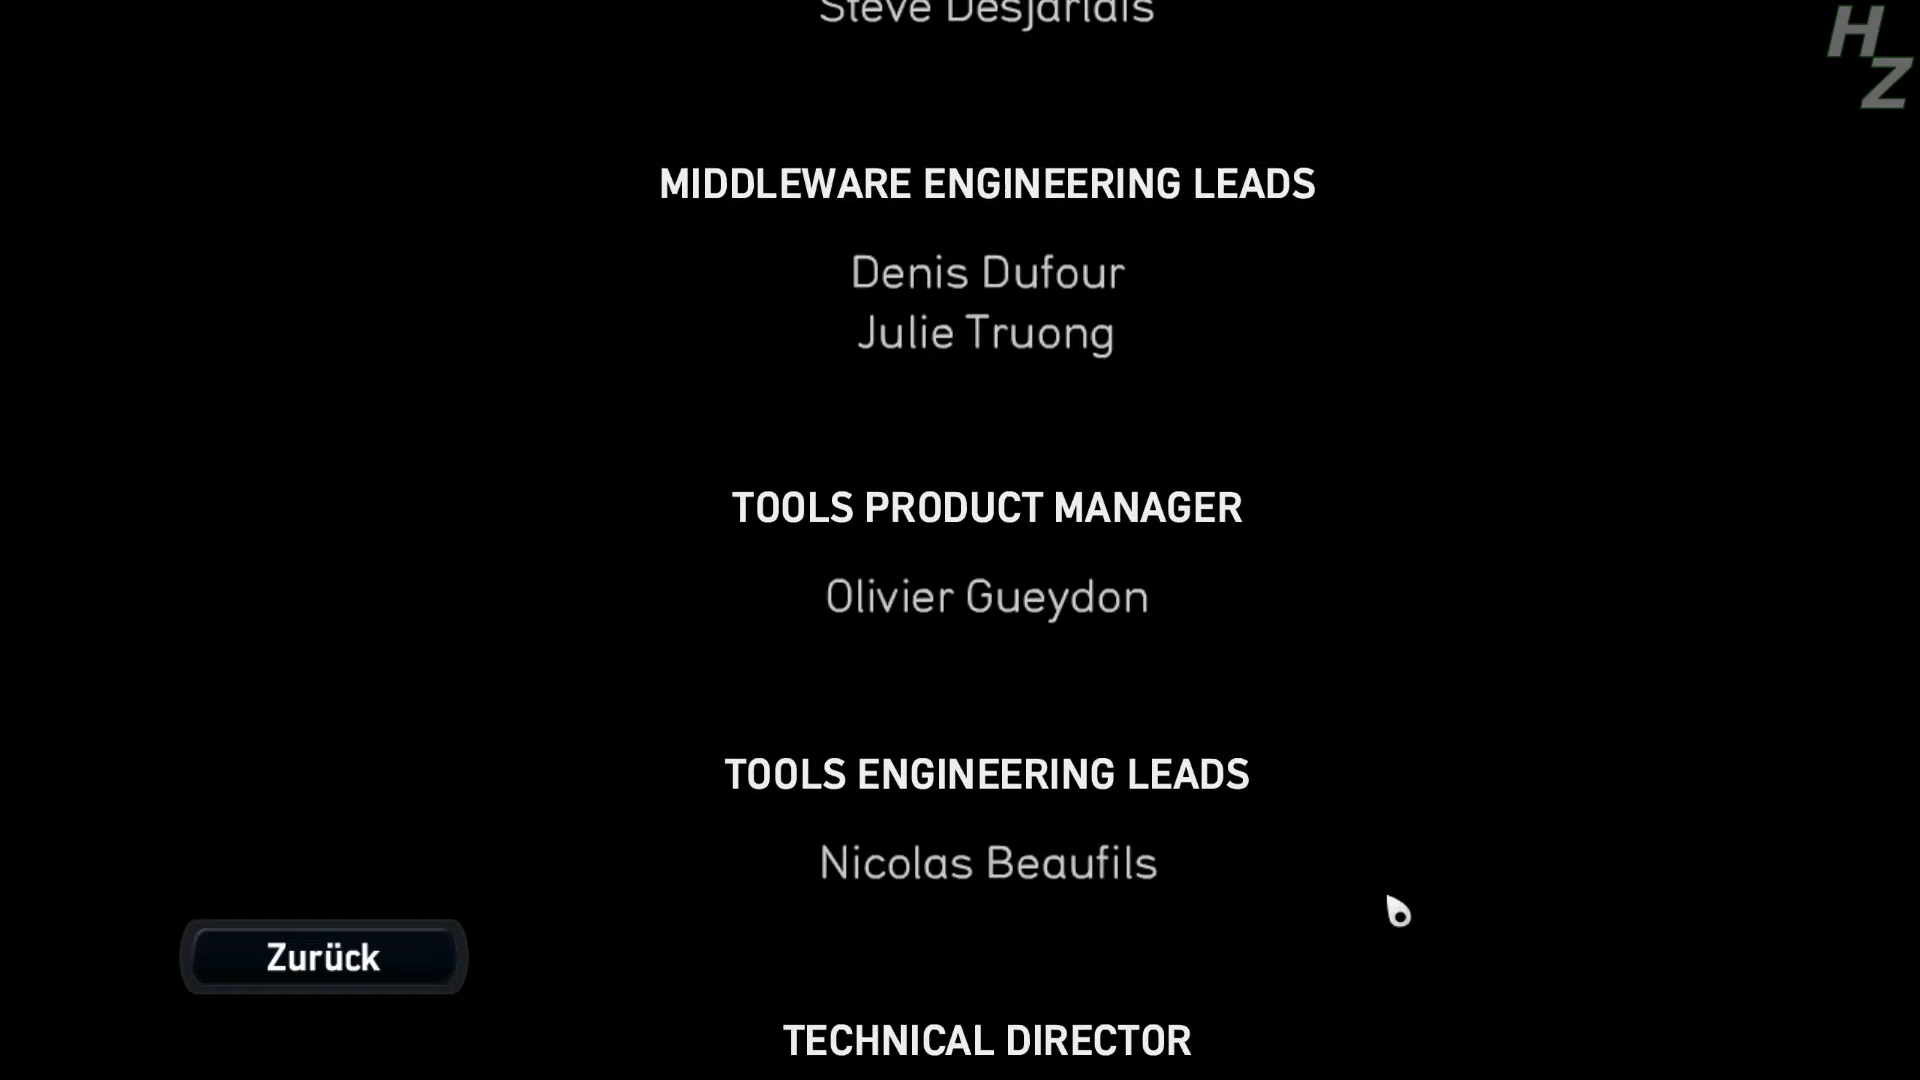 Steve Desjarlais
H
Z
MIDDLEWARE ENGINEERING LEADS
Denis Dufour
Julie Truong
TOOLS PRODUCT MANAGER
Olivier Gueydon
TOOLS ENGINEERING LEADS
Nicolas Beaufils
Zurück
TECHNICAL DIRECTOR